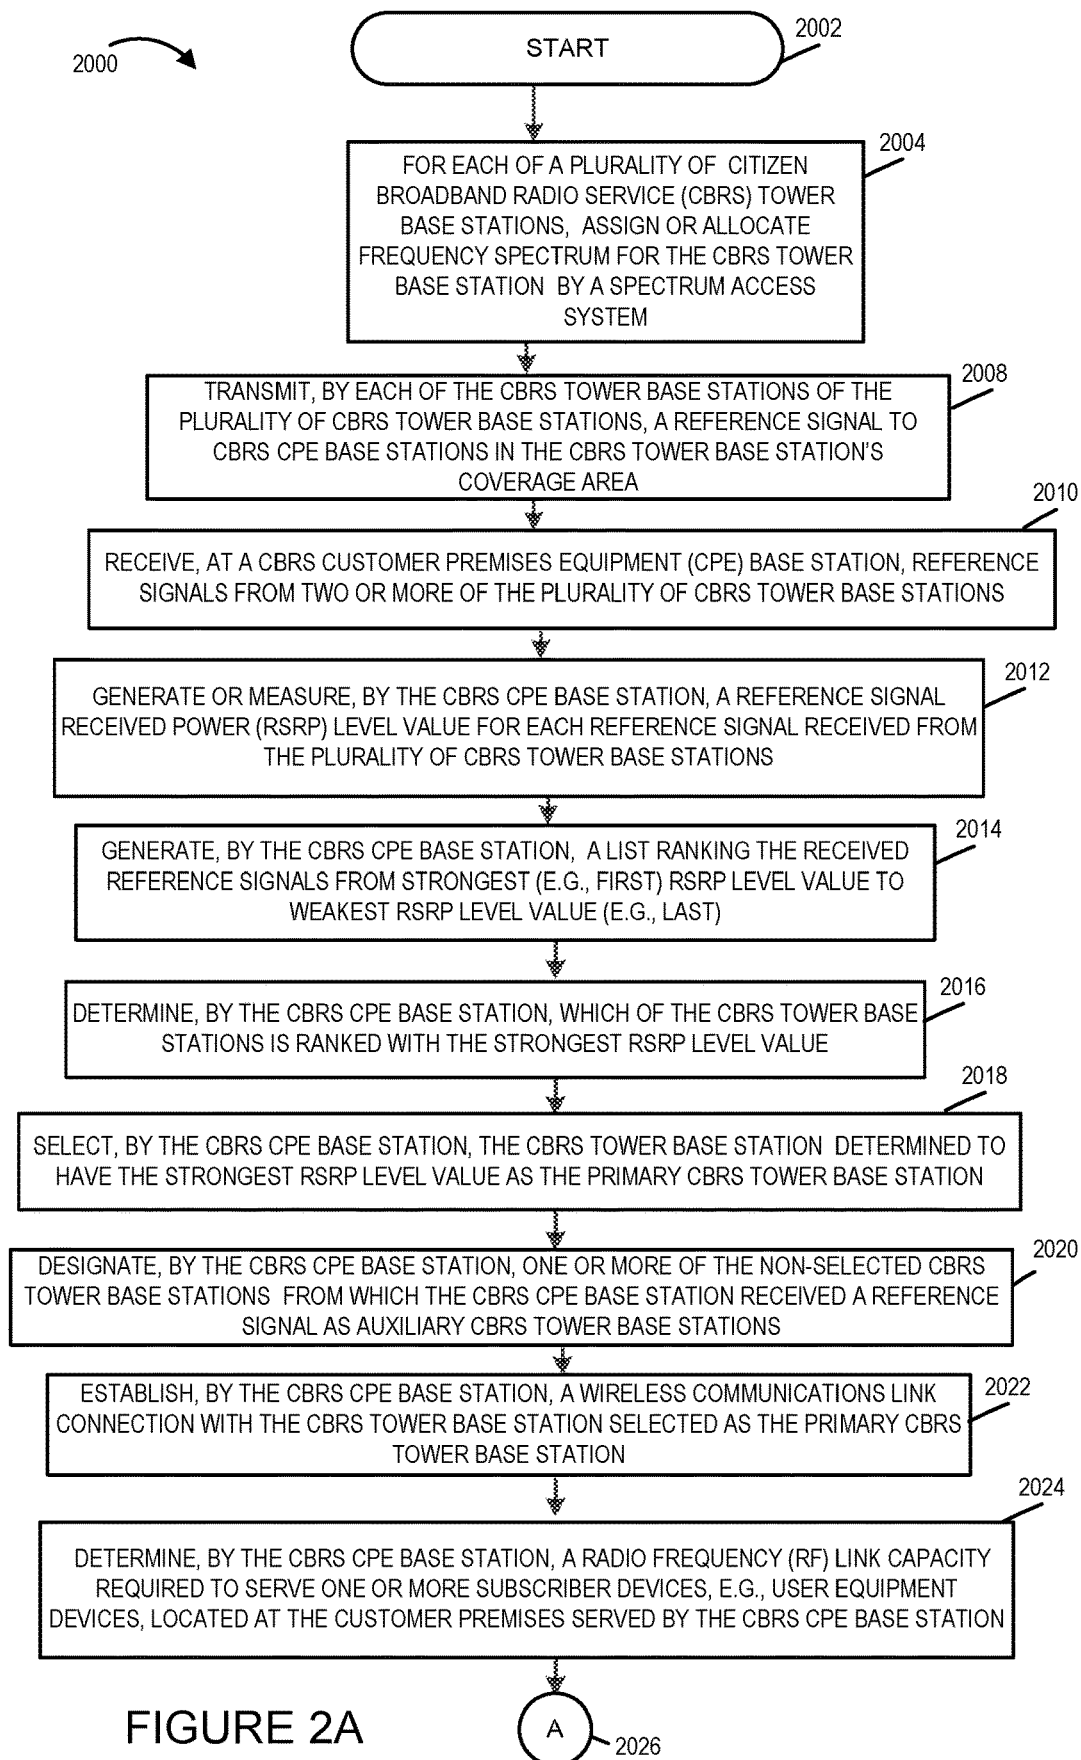 2000
START
2002
2004
FOR EACH OF A PLURALITY OF CITIZEN
BROADBAND RADIO SERVICE (CBRS) TOWER
BASE STATIONS, ASSIGN OR ALLOCATE
FREQUENCY SPECTRUM FOR THE CBRS TOWER
BASE STATION BY A SPECTRUM ACCESS
SYSTEM
2008
TRANSMIT, BY EACH OF THE CBRS TOWER BASE STATIONS OF THE
PLURALITY OF CBRS TOWER BASE STATIONS, A REFERENCE SIGNAL TO
CBRS CPE BASE STATIONS IN THE CBRS TOWER BASE STATION'S
COVERAGE AREA
2010
RECEIVE, AT A CBRS CUSTOMER PREMISES EQUIPMENT (CPE) BASE STATION, REFERENCE
SIGNALS FROM TWO OR MORE OF THE PLURALITY OF CBRS TOWER BASE STATIONS
2012
GENERATE OR MEASURE, BY THE CBRS CPE BASE STATION, A REFERENCE SIGNAL
RECEIVED POWER (RSRP) LEVEL VALUE FOR EACH REFERENCE SIGNAL RECEIVED FROM
THE PLURALITY OF CBRS TOWER BASE STATIONS
2014
GENERATE, BY THE CBRS CPE BASE STATION, A LIST RANKING THE RECEIVED
REFERENCE SIGNALS FROM STRONGEST (E.G., FIRST) RSRP LEVEL VALUE TO
WEAKEST RSRP LEVEL VALUE (E.G., LAST)
2016
DETERMINE, BY THE CBRS CPE BASE STATION, WHICH OF THE CBRS TOWER BASE
STATIONS IS RANKED WITH THE STRONGEST RSRP LEVEL VALUE
2018
SELECT, BY THE CBRS CPE BASE STATION, THE CBRS TOWER BASE STATION DETERMINED TO
HAVE THE STRONGEST RSRP LEVEL VALUE AS THE PRIMARY CBRS TOWER BASE STATION
2020
DESIGNATE, BY THE CBRS CPE BASE STATION, ONE OR MORE OF THE NON-SELECTED CBRS
TOWER BASE STATIONS FROM WHICH THE CBRS CPE BASE STATION RECEIVED A REFERENCE
SIGNAL AS AUXILIARY CBRS TOWER BASE STATIONS
2022
ESTABLISH, BY THE CBRS CPE BASE STATION, A WIRELESS COMMUNICATIONS LINK
CONNECTION WITH THE CBRS TOWER BASE STATION SELECTED AS THE PRIMARY CBRS
TOWER BASE STATION
2024
DETERMINE, BY THE CBRS CPE BASE STATION, A RADIO FREQUENCY (RF) LINK CAPACITY
REQUIRED TO SERVE ONE OR MORE SUBSCRIBER DEVICES, E.G., USER EQUIPMENT
DEVICES, LOCATED AT THE CUSTOMER PREMISES SERVED BY THE CBRS CPE BASE STATION
FIGURE 2A
A
2026